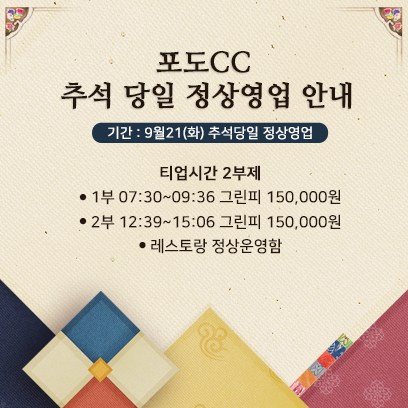 포도CC
추석 당일 정상영업 안내
기간 : 9월21(화) 추석당일 정상영업
티업시간 2부제
● 1부 07:30~09:36 그린피 150,000원
● 2부 12:39~15:06 그린피 150,000원
● 레스토랑 정상운영함